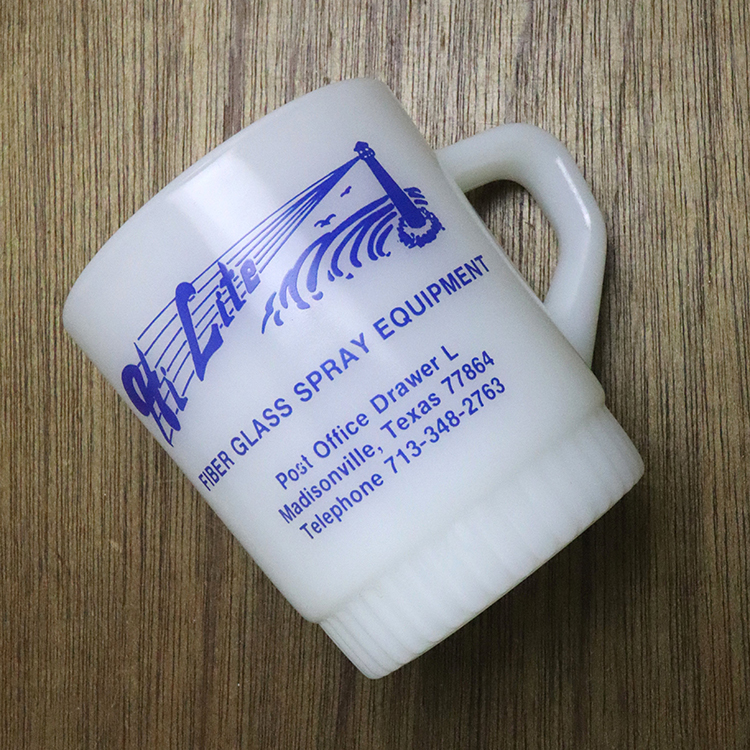 Hi Lite
FIBER GLASS SPRAY EQUIPMENT
Post Office Drawer L
Madisonville, Texas 77864
Telephone 713-348-2763